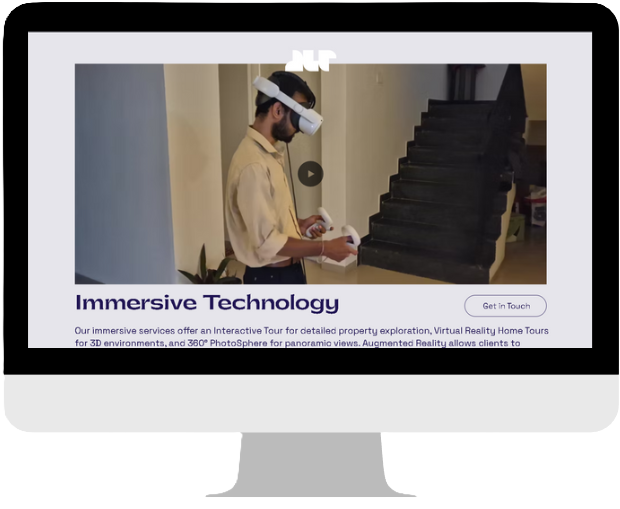 Immersive Technology
Get in Touch
Our immersive services offer an Interactive Tour for detailed property exploration, Virtual Reality Home Tours
for 3D environments, and 360° PhotoSphere for panoramic views. Augmented Reality allows clients to